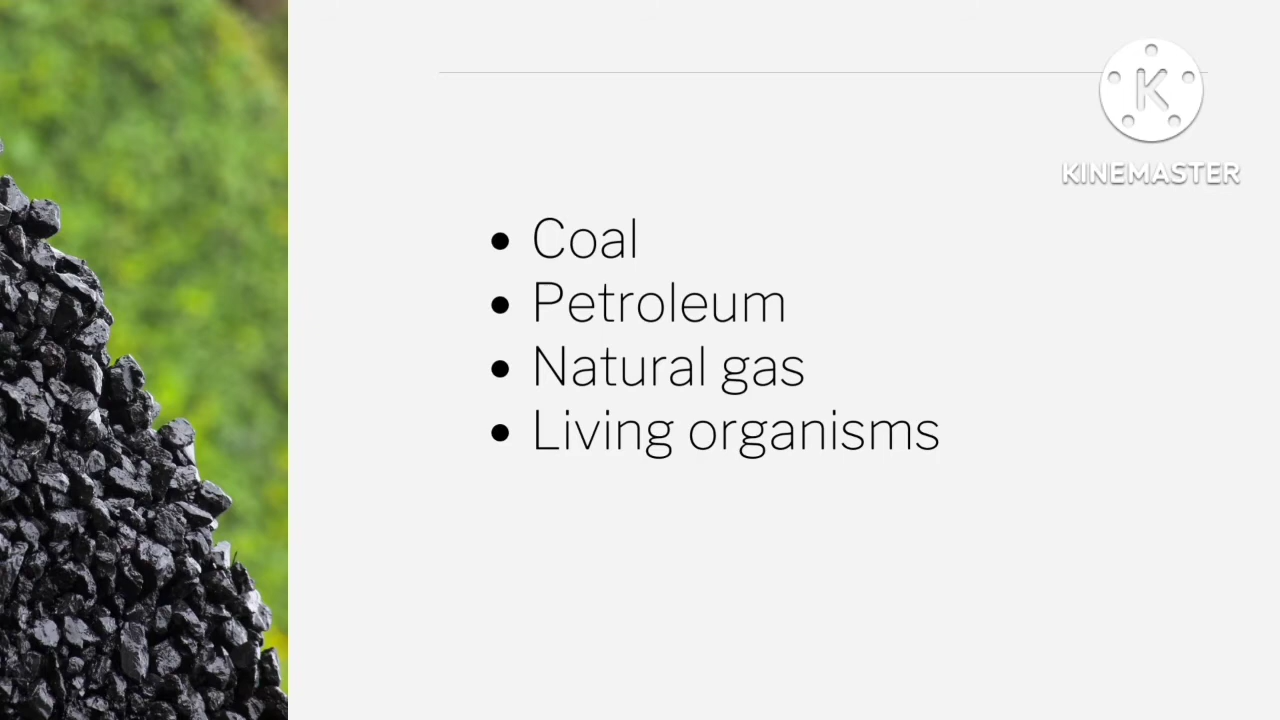 K
KINEMASTER
• Coal
• Petroleum
• Natural gas
• Living organisms